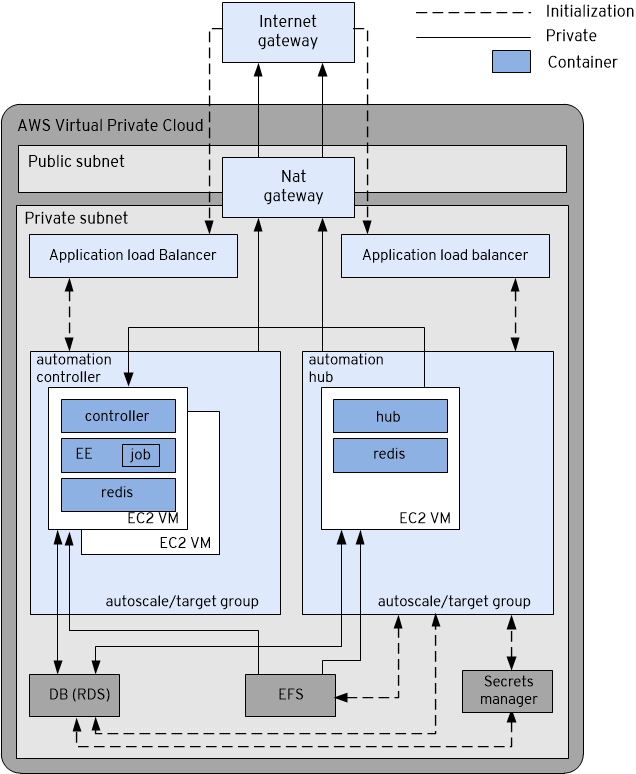 Internet
gateway
Initialization
Private
Container
AWS Virtual Private Cloud
Public subnet
Nat
gateway
Private subnet
Application load Balancer
Application load balancer
automation
controller
automation
hub
controller
EE
job
redis
EC2 VM
EC2 VM
hub
redis
EC2 VM
autoscale/target group
autoscale/target group
DB (RDS)
EFS
Secrets
manager